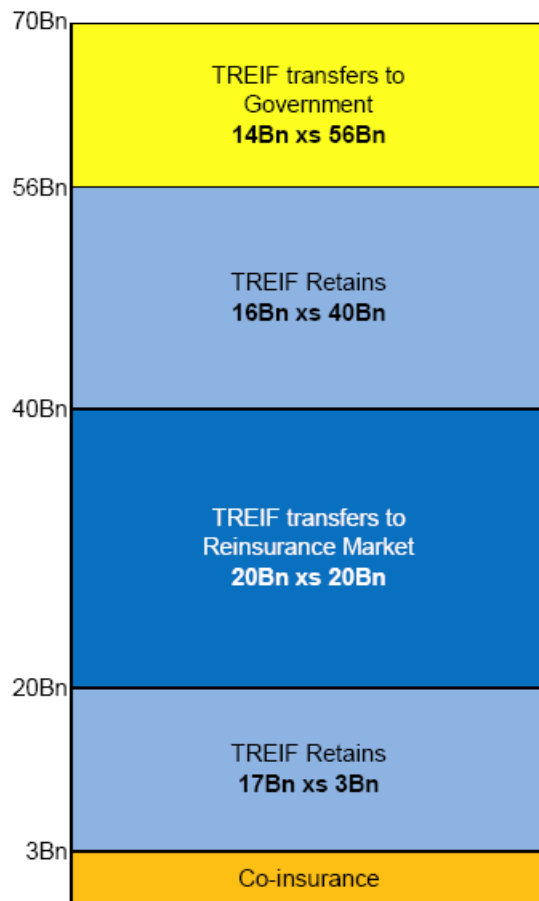 70Bn
TREIF transfers to
Government
14Bn xs 56Bn
56Bn
TREIF Retains
16Bn xs 40Bn
40Bn
TREIF transfers to
Reinsurance Market
20Bn xs 20Bn
20Bn
TREIF Retains
17Bn xs 3Bn
3Bn
Co-insurance